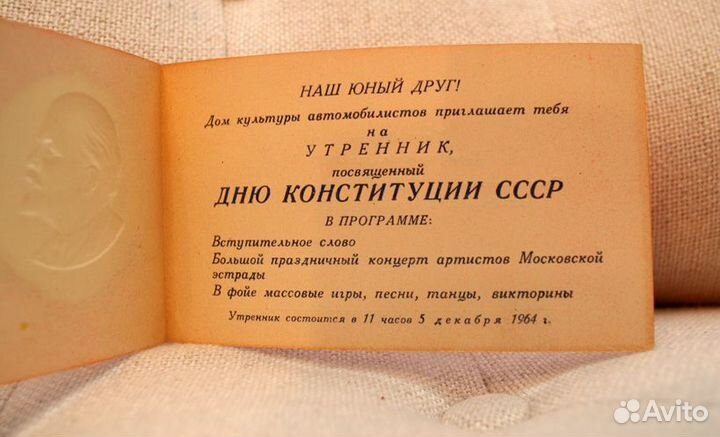 НАШ ЮНЫЙ ДРУГ!
Дом культуры автомобилистов приглашает тебя
на
УТРЕННИК,
посвященный
ДНЮ КОНСТИТУЦИИ СССР
В ПРОГРАММЕ:
Вступительное слово
Большой праздничный концерт артистов Московской
эстрады
В фойе массовые игры, песни, танцы, викторины
Утренник состоится в 11 часов 5 декабря 1964 г.
Avito